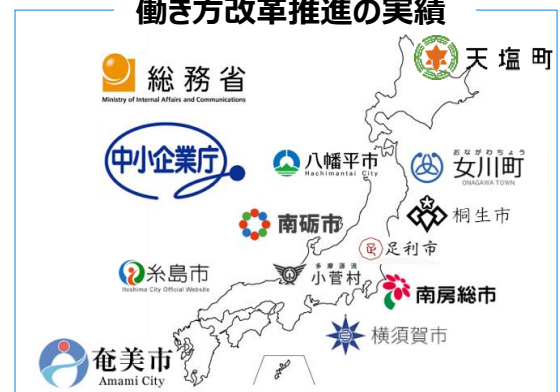 働き方改革推進の実績
天塩町
総務省
Ministry of Internal Affairs and Communications
中小企業庁
八幡平市
Hachimantai City
おながわちょう
女川町
ONAGAWA TOWN
桐生市
南砺市
足利市
糸島市
Itoshima City Official Website
多摩源流
小菅村
南房総市
横須賀市
奄美市
Amami City